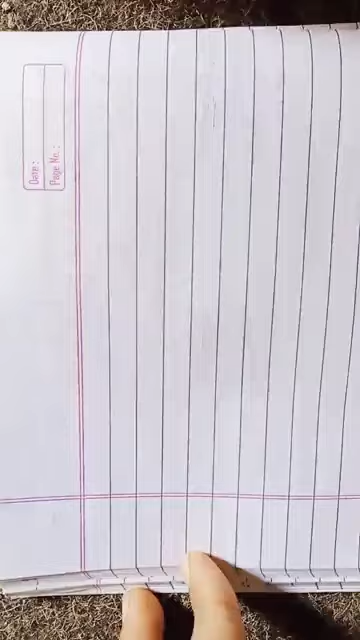 Date :
Page No. :